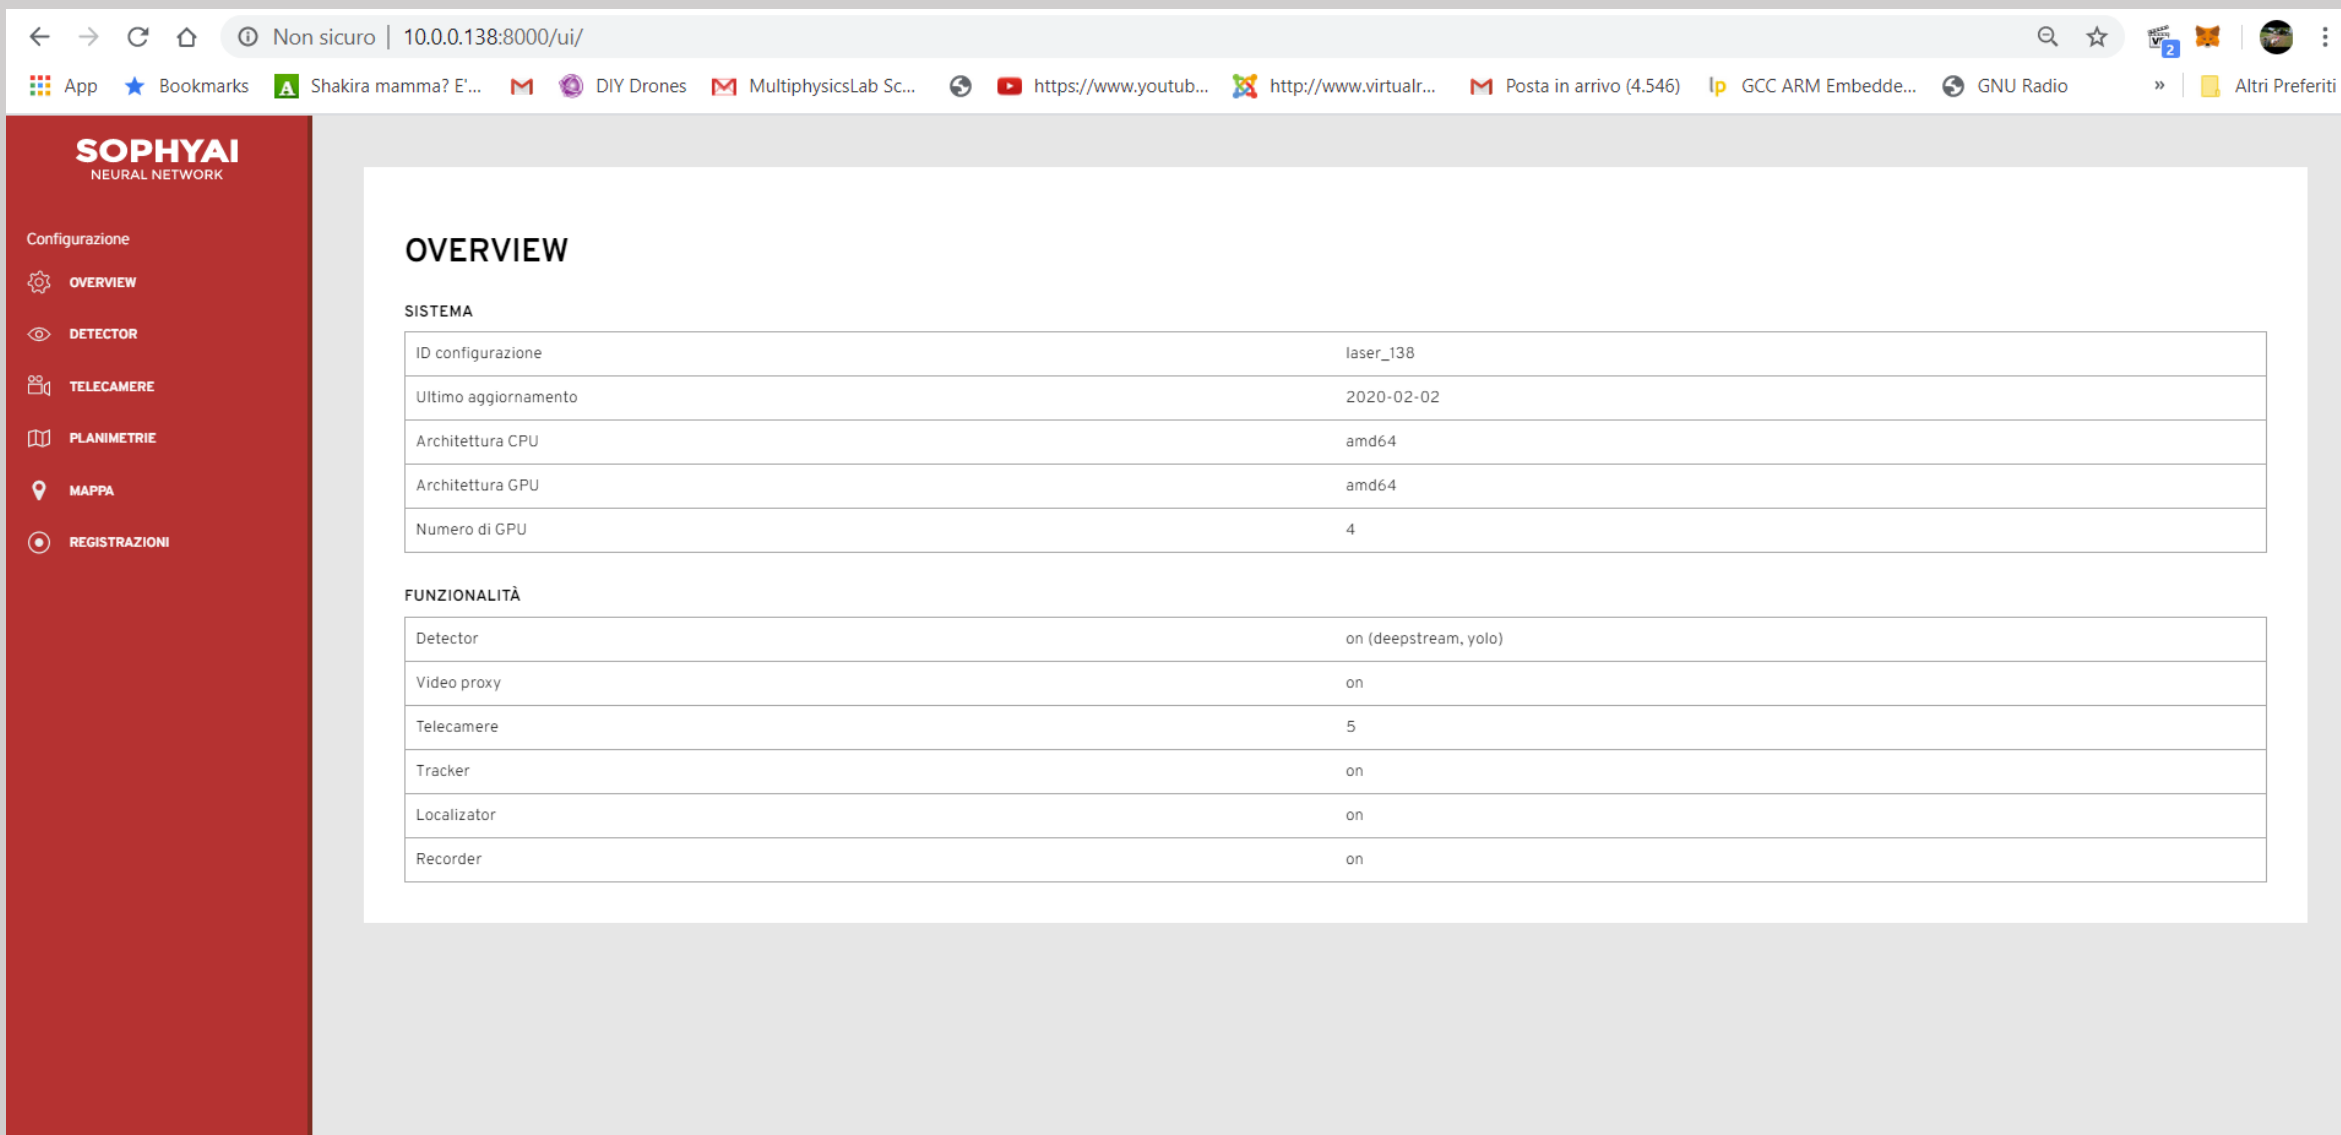 Non sicuro | 10.0.0.138:8000/ui/
2
App Bookmarks A Shakira mamma? E'... DIY Drones MultiphysicsLab Sc... https://www.youtub... http://www.virtualr... Posta in arrivo (4.546) lp GCC ARM Embedde... GNU Radio » Altri Preferiti
SOPHYAI
NEURAL NETWORK
Configurazione
OVERVIEW
DETECTOR
TELECAMERE
PLANIMETRIE
MAPPA
REGISTRAZIONI
OVERVIEW
SISTEMA
ID configurazione laser_138
Ultimo aggiornamento 2020-02-02
Architettura CPU amd64
Architettura GPU amd64
Numero di GPU 4
FUNZIONALITÀ
Detector on (deepstream, yolo)
Video proxy on
Telecamere 5
Tracker on
Localizator on
Recorder on